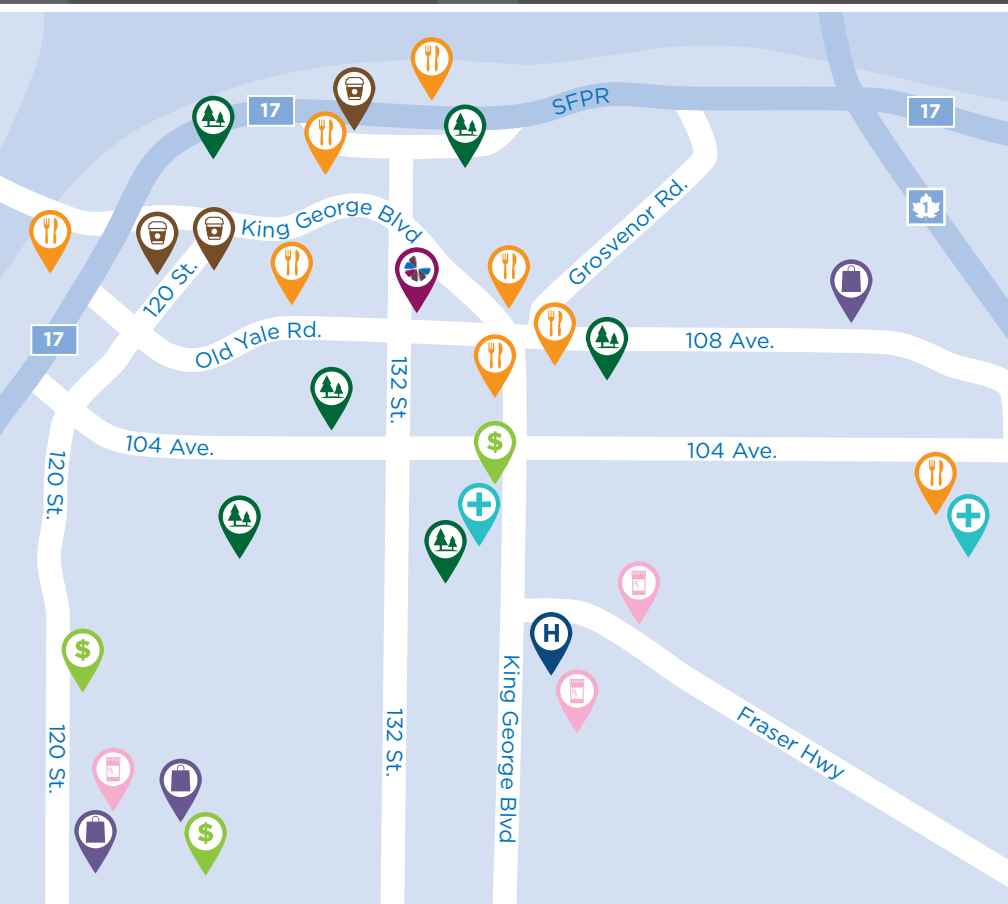 17
SFPR
17
King George Blvd
Grosvenor Rd.
1
120 St.
17
Old Yale Rd.
108 Ave.
132 St.
104 Ave.
$
104 Ave.
120 St.
H
$
King George Blvd
132 St.
120 St.
Fraser Hwy
$